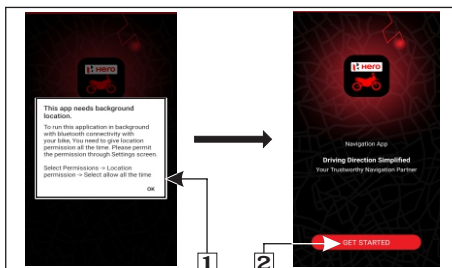 Hero
This app needs background
location.
To run this application in background
with bluetooth connectivity with
your bike, You need to give location
permission all the time. Please permit
the permission through Settings screen.
Select Permissions -> Location
permission -> Select allow all the time
OK
1
Hero
Navigation App
Driving Direction Simplified
Your Trustworthy Navigation Partner
GET STARTED
2